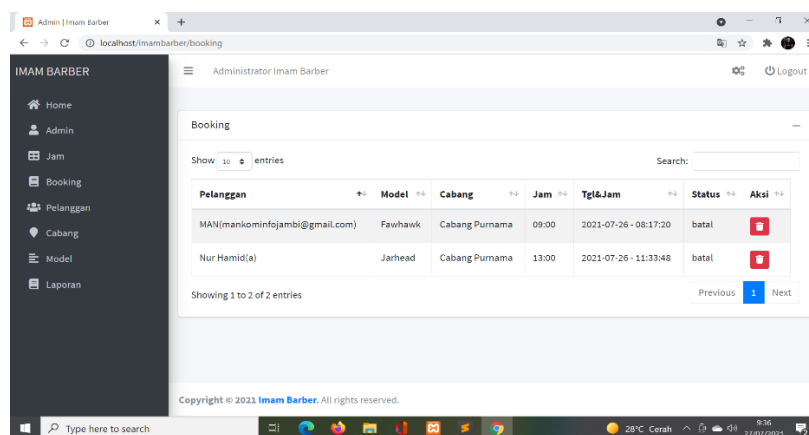 Admin | Imam Barber
localhost/imambarber/booking
IMAM BARBER
Administrator Imam Barber
Logout
Home
Admin
Jam
Booking
Pelanggan
Cabang
Model
Laporan
Booking
Show 10 entries
Search:
Pelanggan Model Cabang Jam Tgl&Jam Status Aksi
MAN(mankominfojambi@gmail.com) Fawhawk Cabang Purnama 09:00 2021-07-26 - 08:17:20 batal
Nur Hamid(a) Jarhead Cabang Purnama 13:00 2021-07-26 - 11:33:48 batal
Showing 1 to 2 of 2 entries
Previous 1 Next
Copyright © 2021 Imam Barber. All rights reserved.
Type here to search
28°C Cerah
9:36
27/07/2021